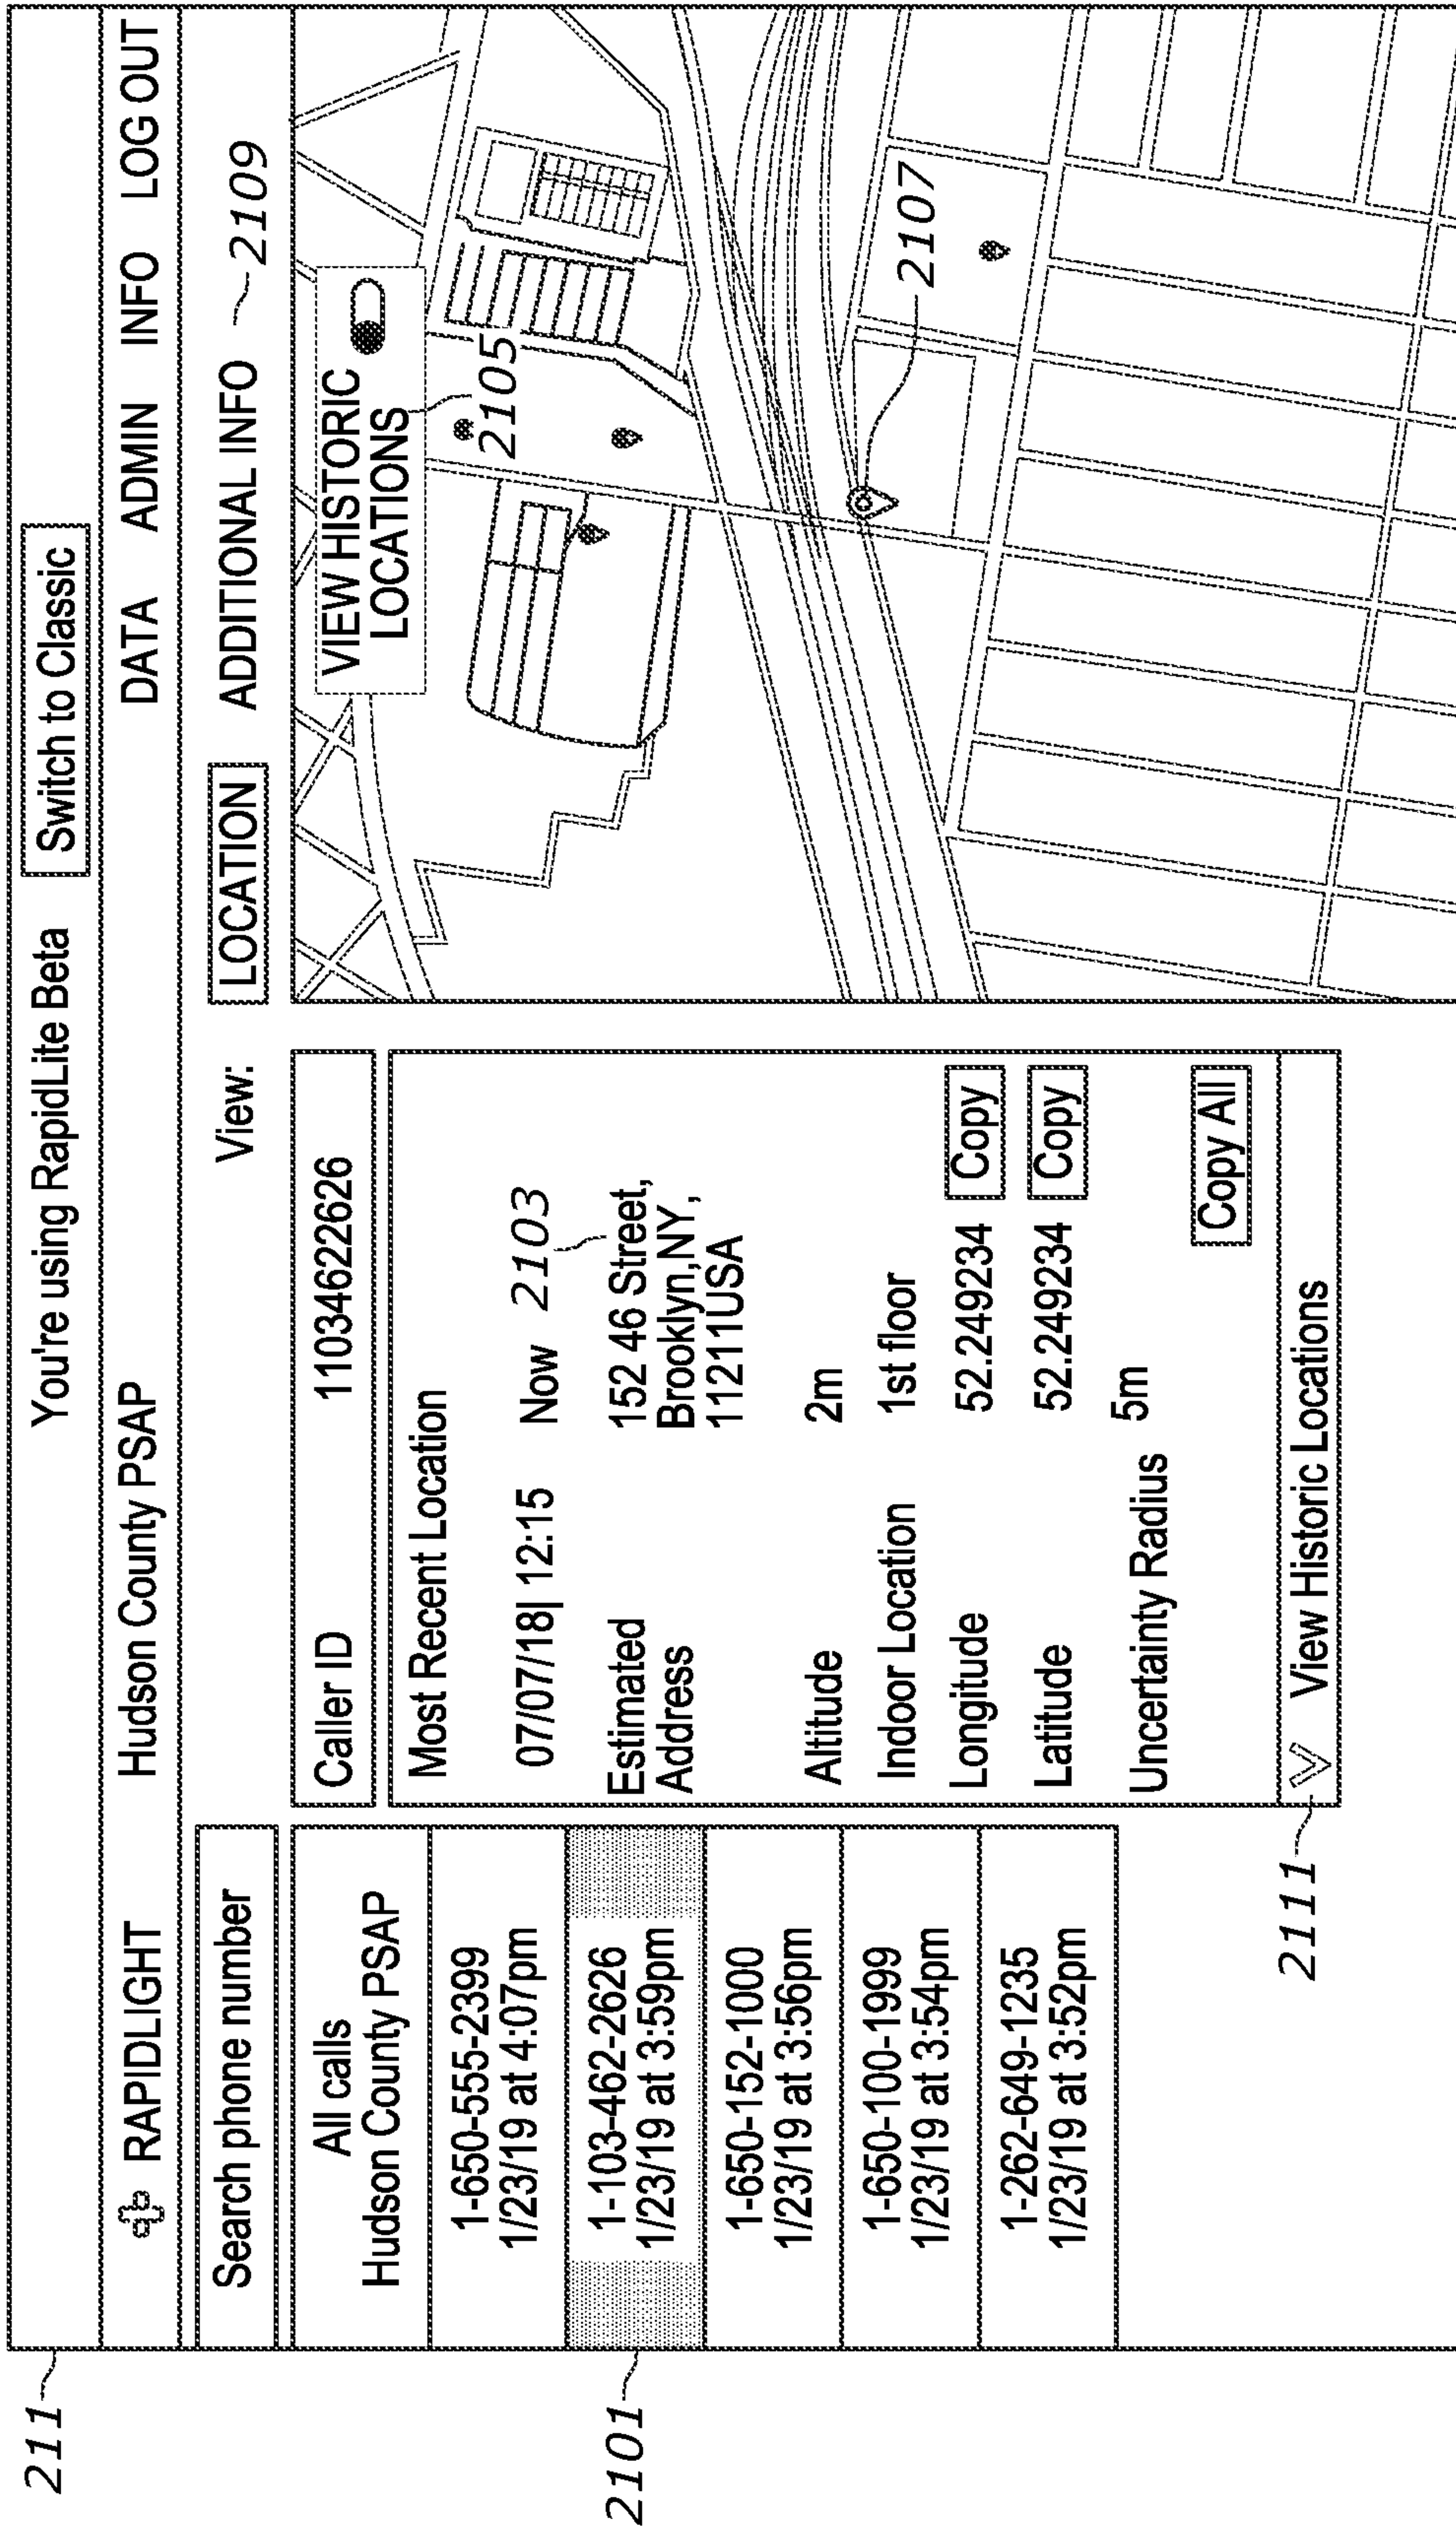 211
You're using RapidLite Beta Switch to Classic
RAPIDLIGHT Hudson County PSAP DATA ADMIN INFO LOG OUT
Search phone number
View: LOCATION ADDITIONAL INFO 2109
All calls
Hudson County PSAP
1-650-555-2399
1/23/19 at 4:07pm
2101
1-103-462-2626
1/23/19 at 3:59pm
1-650-152-1000
1/23/19 at 3:56pm
1-650-100-1999
1/23/19 at 3:54pm
1-262-649-1235
1/23/19 at 3:52pm
Caller ID 11034622626
Most Recent Location
07/07/18| 12:15 Now 2103
Estimated
Address
152 46 Street,
Brooklyn,NY,
11211USA
Altitude 2m
Indoor Location 1st floor
Longitude 52.249234 Copy
Latitude 52.249234 Copy
Uncertainty Radius 5m
Copy All
2111
View Historic Locations
VIEW HISTORIC
LOCATIONS
2105
2107